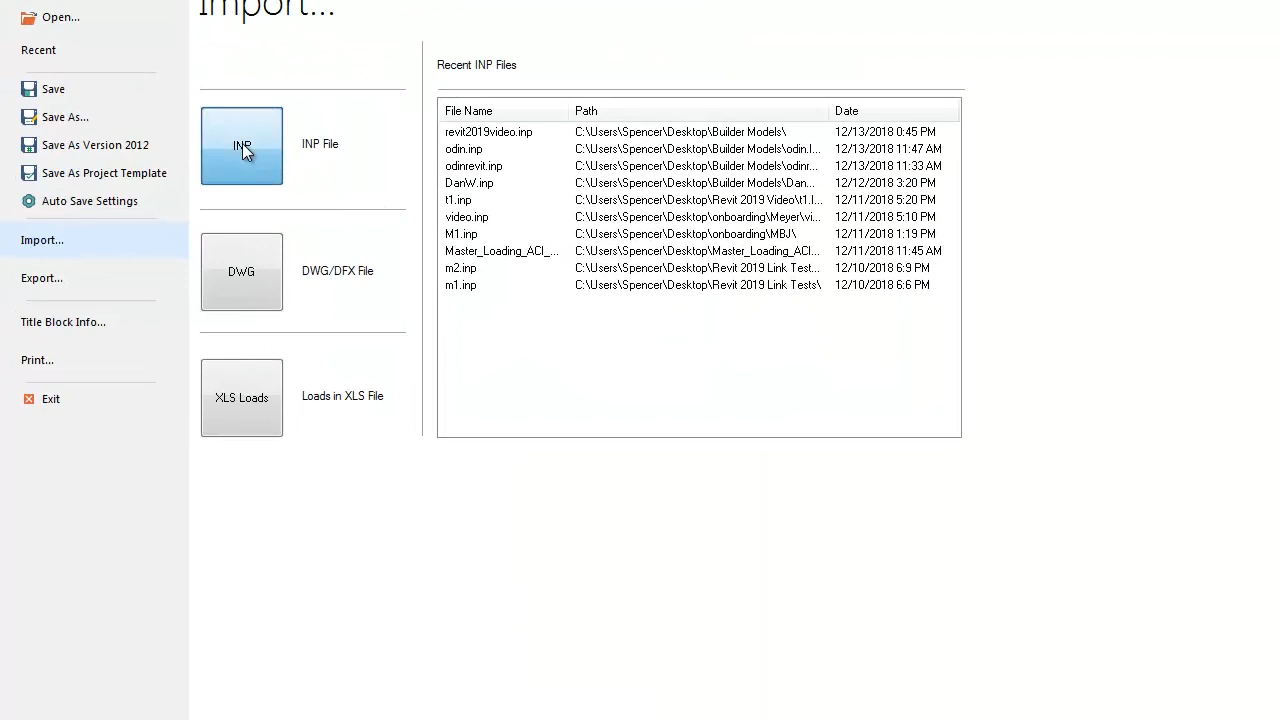 Import...
Open...
Recent
Save
Save As...
Save As Version 2012
Save As Project Template
Auto Save Settings
Import...
Export...
Title Block Info...
Print...
Exit
INP
INP File
DWG
DWG/DFX File
XLS Loads
Loads in XLS File
Recent INP Files
File Name Path Date
revit2019video.inp C:\Users\Spencer\Desktop\Builder Models\ 12/13/2018 0:45 PM
odin.inp C:\Users\Spencer\Desktop\Builder Models\odin.I... 12/13/2018 11:47 AM
odinrevit.inp C:\Users\Spencer\Desktop\Builder Models\odinr... 12/13/2018 11:33 AM
DanW.inp C:\Users\Spencer\Desktop\Builder Models\Dan... 12/12/2018 3:20 PM
t1.inp C:\Users\Spencer\Desktop\Revit 2019 Video\t1.I... 12/11/2018 5:20 PM
video.inp C:\Users\Spencer\Desktop\onboarding\Meyer\vi... 12/11/2018 5:10 PM
M1.inp C:\Users\Spencer\Desktop\onboarding\MBJ\ 12/11/2018 1:19 PM
Master_Loading_ACI_... C:\Users\Spencer\Desktop\Master_Loading_ACI... 12/11/2018 11:45 AM
m2.inp C:\Users\Spencer\Desktop\Revit 2019 Link Test... 12/10/2018 6:9 PM
m1.inp C:\Users\Spencer\Desktop\Revit 2019 Link Tests\ 12/10/2018 6:6 PM